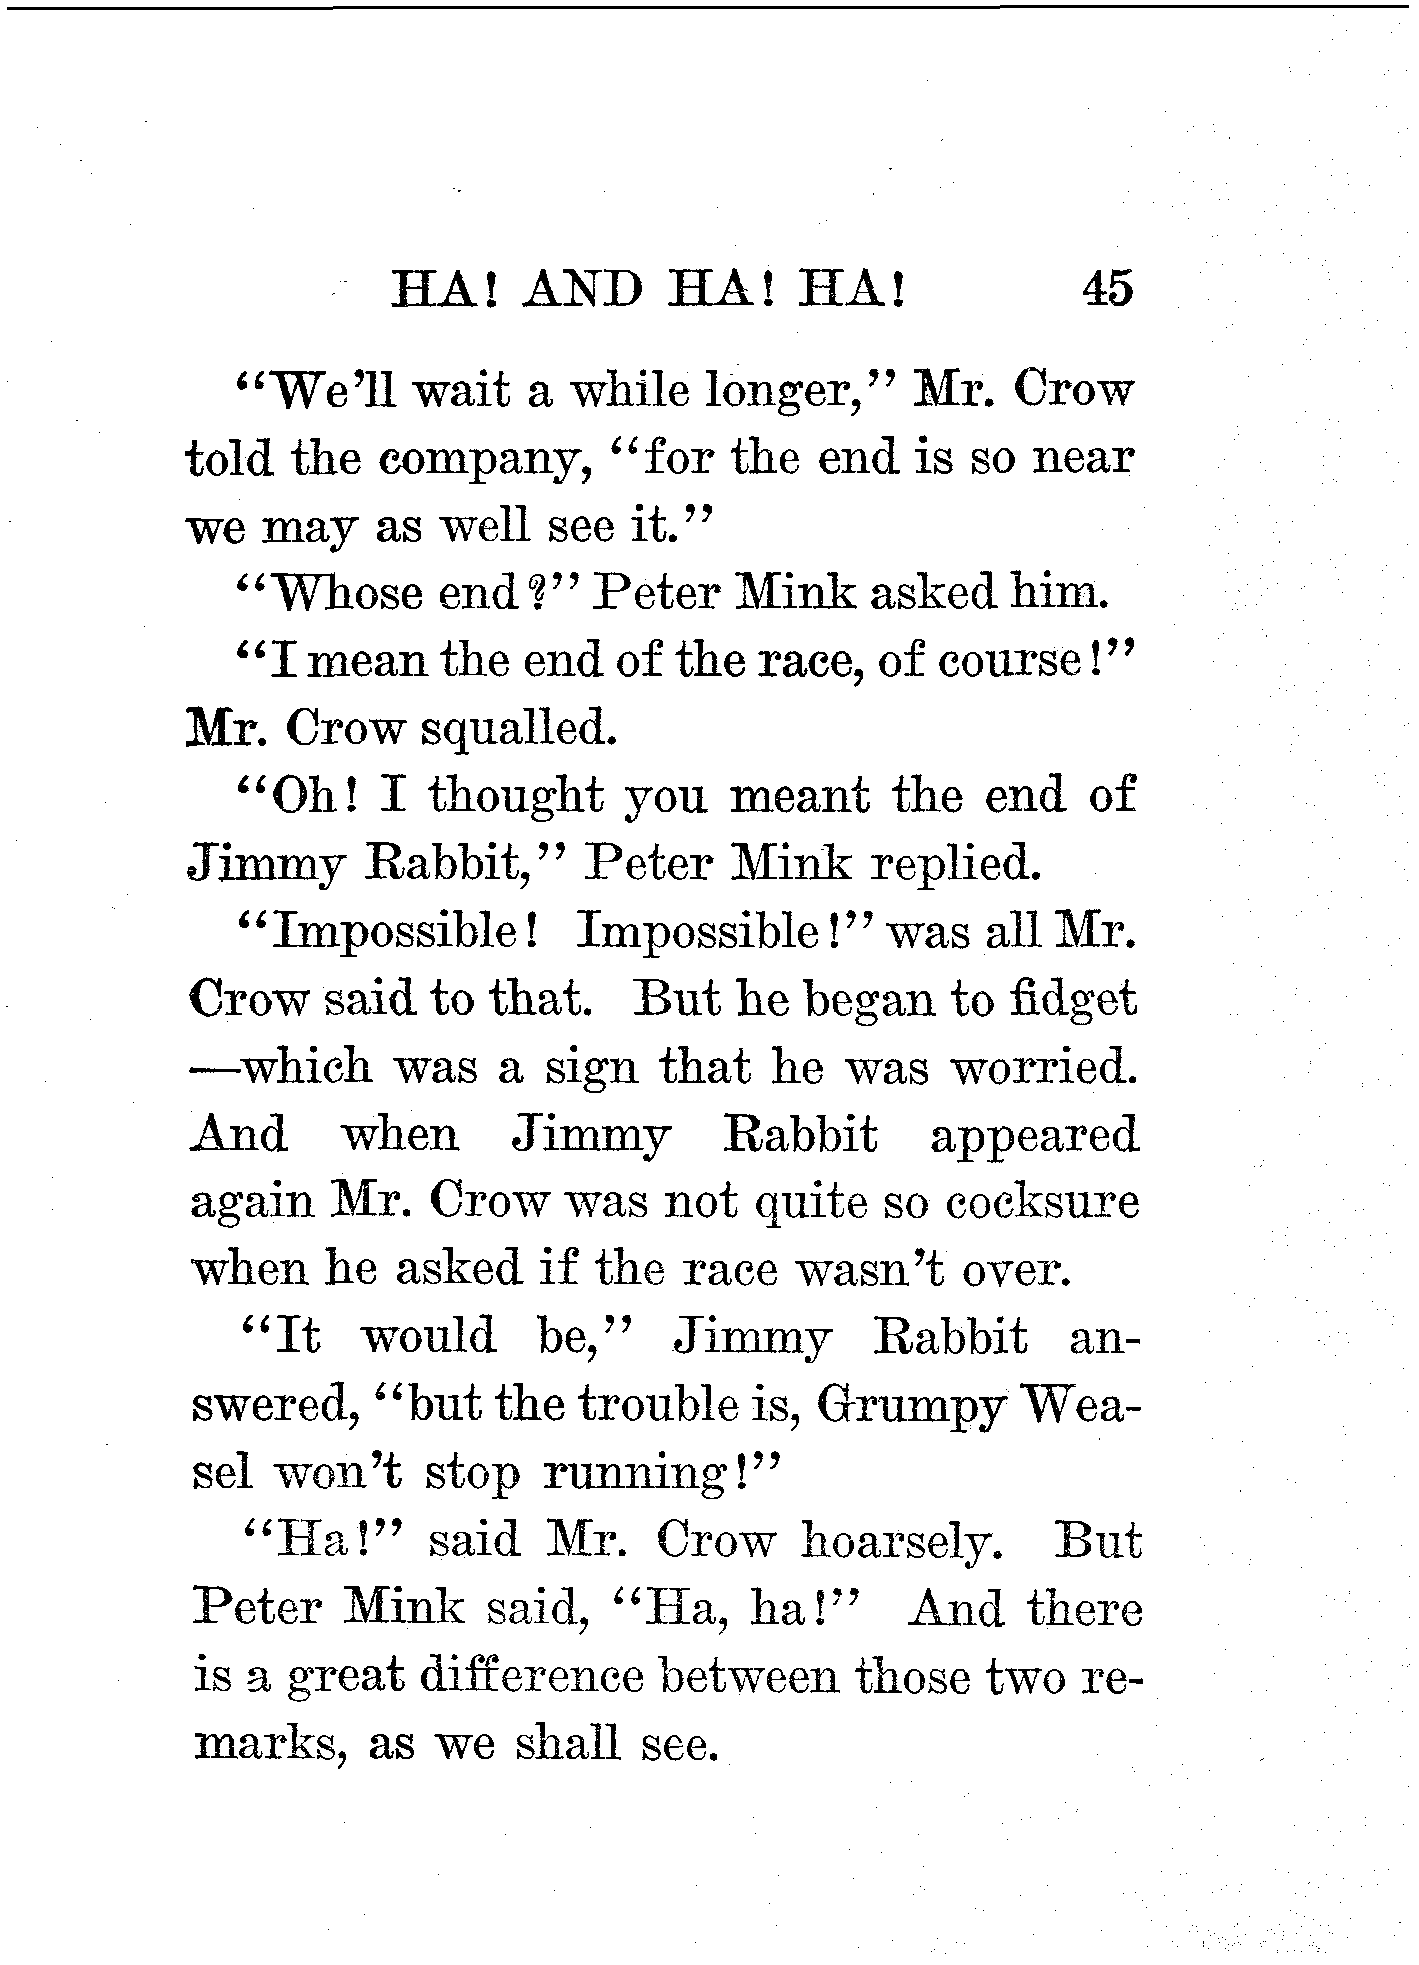 HA! AND HA! HA! 45
"We'll wait a while longer," Mr. Crow
told the company, "for the end is so near
we may as well see it."
"Whose end?" Peter Mink asked him.
"I mean the end of the race, of course!"
Mr. Crow squalled.
"Oh! I thought you meant the end of
Jimmy Rabbit," Peter Mink replied.
"Impossible! Impossible!" was all Mr.
Crow said to that. But he began to fidget
—which was a sign that he was worried.
And when Jimmy Rabbit appeared
again Mr. Crow was not quite so cocksure
when he asked if the race wasn't over.
"It would be," Jimmy Rabbit an-
swered, "but the trouble is, Grumpy Wea-
sel won't stop running!"
"Ha!" said Mr. Crow hoarsely. But
Peter Mink said, "Ha, ha!" And there
is a great difference between those two re-
marks, as we shall see.